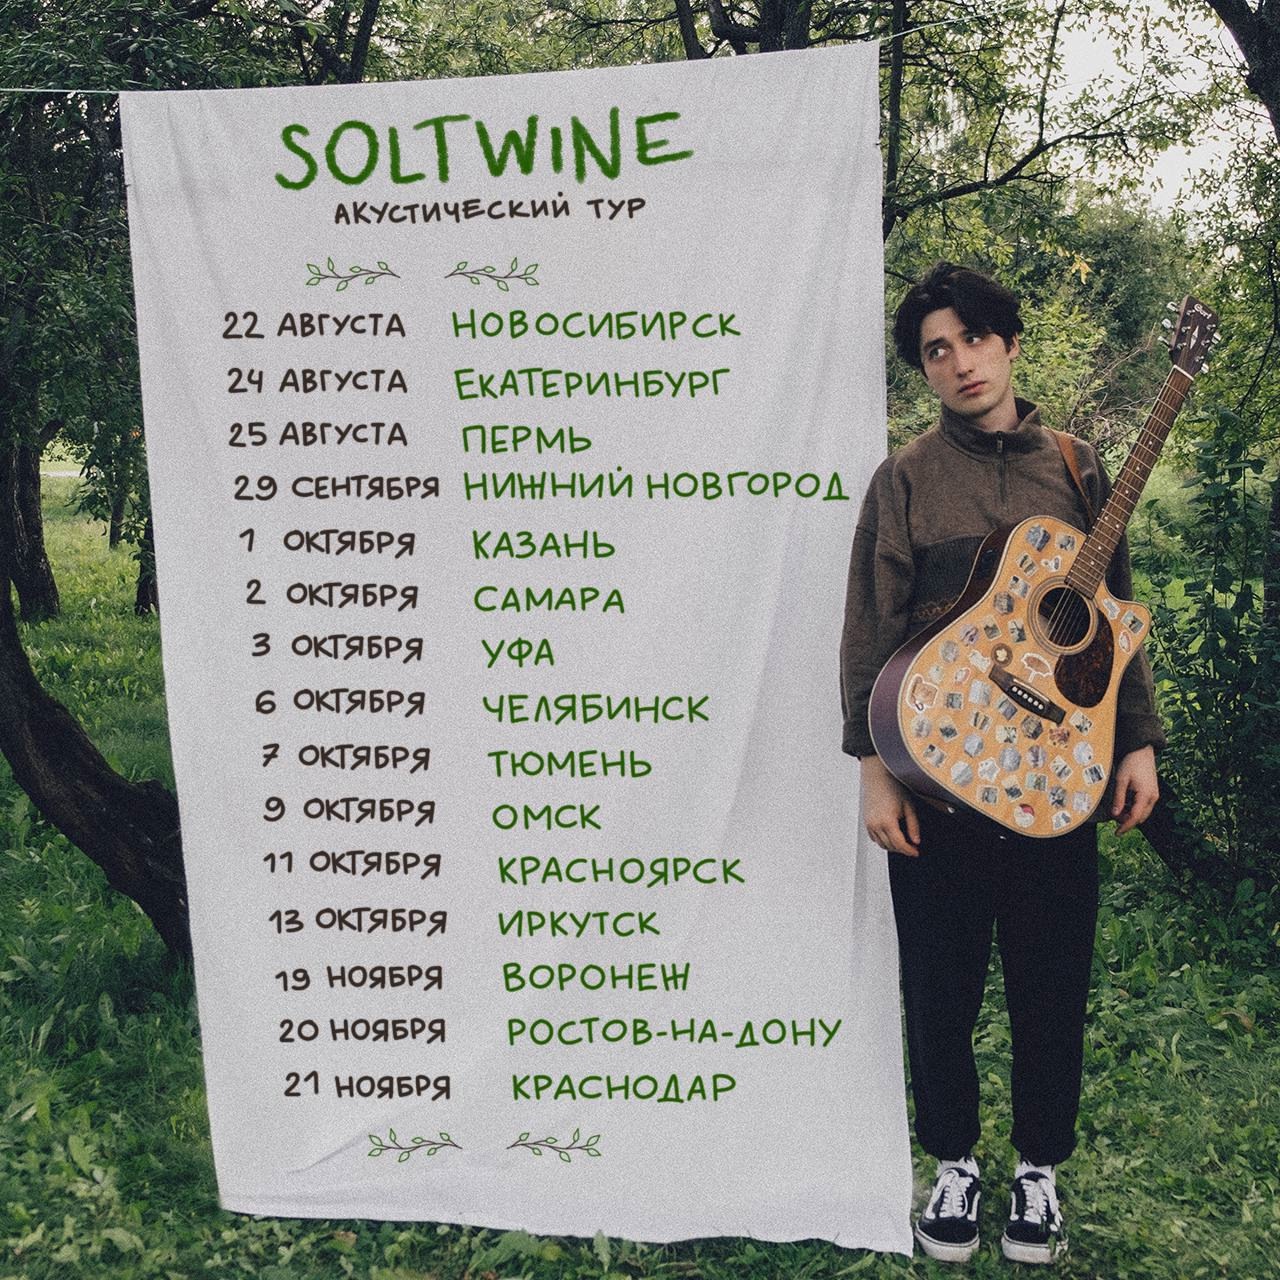 SOLTWINE
АКУСТИЧЕСКИЙ ТУР
22 АВГУСТА НОВОСИБИРСК
24 АВГУСТА ЕКАТЕРИНБУРГ
25 АВГУСТА ПЕРМЬ
29 СЕНТЯБРЯ НИЖНИЙ НОВГОРОД
1 ОКТЯБРЯ КАЗАНЬ
2 ОКТЯБРЯ САМАРА
3 ОКТЯБРЯ УФА
6 ОКТЯБРЯ ЧЕЛЯБИНСК
7 ОКТЯБРЯ ТЮМЕНЬ
9 ОКТЯБРЯ ОМСК
11 ОКТЯБРЯ КРАСНОЯРСК
13 ОКТЯБРЯ ИРКУТСК
19 НОЯБРЯ ВОРОНЕЖ
20 НОЯБРЯ РОСТОВ-НА-ДОНУ
21 НОЯБРЯ КРАСНОДАР